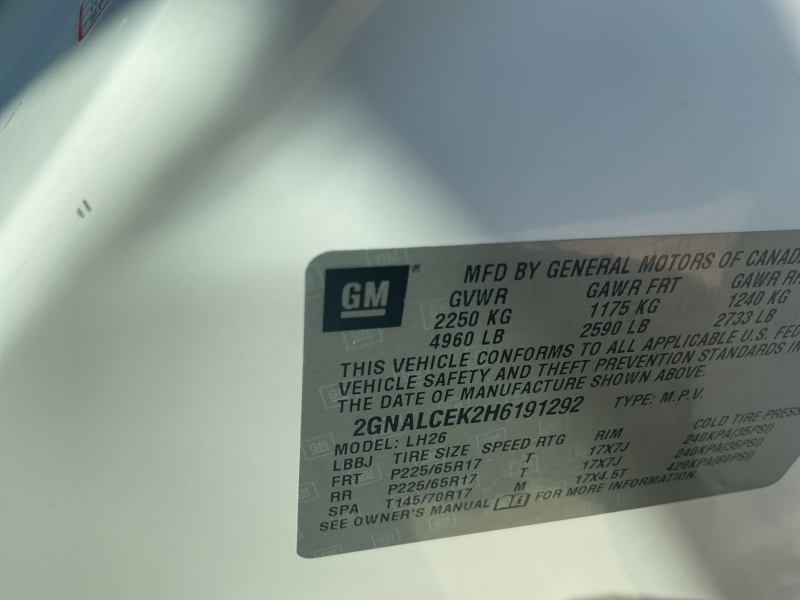 GM ® MFD BY GENERAL MOTORS OF CANADA
GVWR GAWR FRT GAWR
2250 KG 1175 KG 1240 KG
4960 LB 2590 LB 2733 LB
THIS VEHICLE CONFORMS TO ALL APPLICABLE U.S. FED
VEHICLE SAFETY AND THEFT PREVENTION STANDARDS IN
THE DATE OF MANUFACTURE SHOWN ABOVE.
2GNALCEK2H6191292 TYPE: M.P.V.
MODEL: LH26
LBBJ TIRE SIZE SPEED RTG RIM COLD TIRE PRESS
FRT P225/65R17 T 17X7J 240KPA(35PSI)
RR P225/65R17 T 17X7J 240KPA(35PSI)
SPA T145/70R17 M 17X4.5T 420KPA(60PSI)
SEE OWNER'S MANUAL FOR MORE INFORMATION.